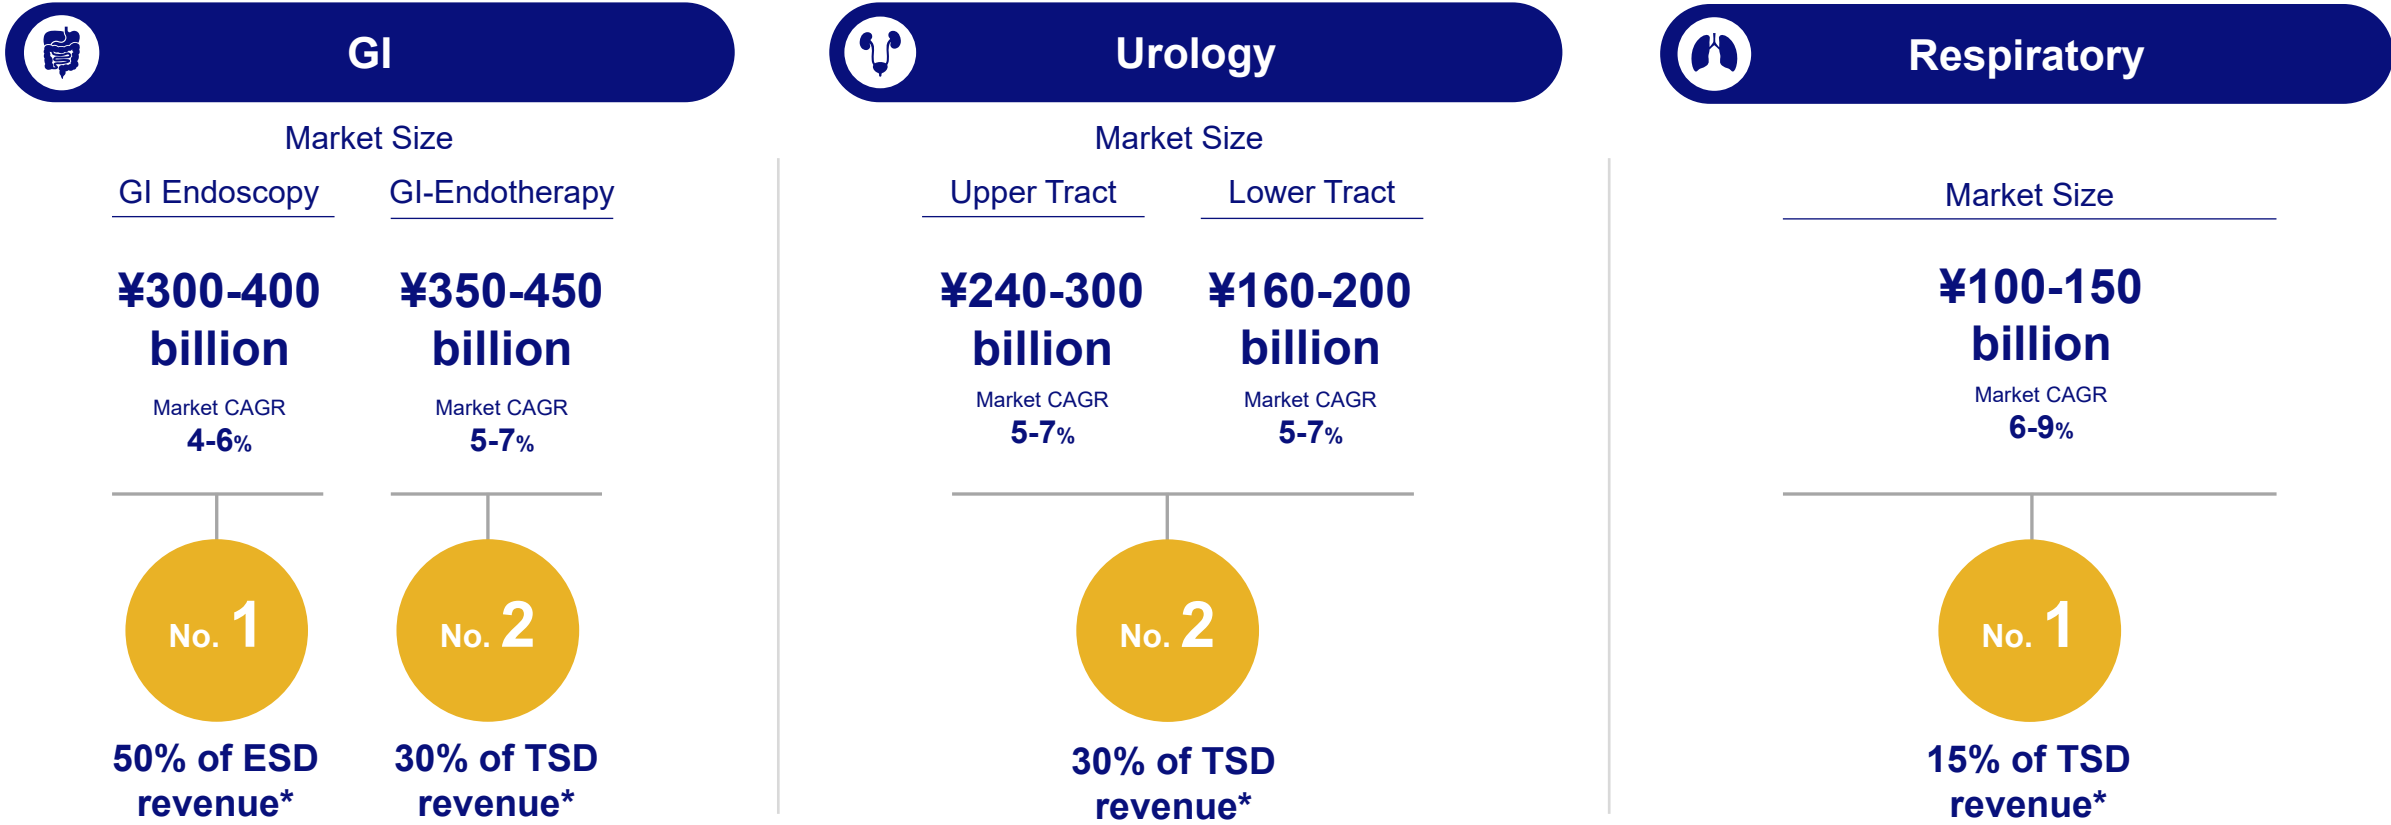 GI
Market Size
GI Endoscopy
¥300-400
billion
Market CAGR
4-6%
No. 1
50% of ESD
revenue*
GI-Endotherapy
¥350-450
billion
Market CAGR
5-7%
No. 2
30% of TSD
revenue*
Urology
Market Size
Upper Tract
¥240-300
billion
Market CAGR
5-7%
Lower Tract
¥160-200
billion
Market CAGR
5-7%
No. 2
30% of TSD
revenue*
Respiratory
Market Size
¥100-150
billion
Market CAGR
6-9%
No. 1
15% of TSD
revenue*